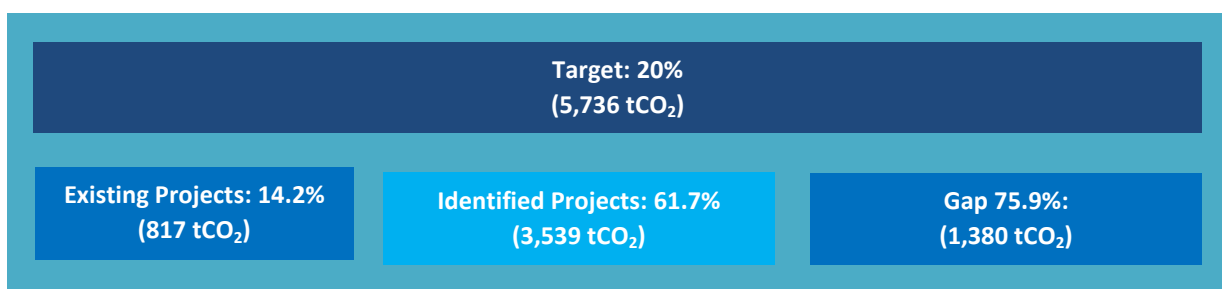 Target: 20%
(5,736 tCO₂)
Existing Projects: 14.2%
(817 tCO₂)
Identified Projects: 61.7%
(3,539 tCO₂)
Gap 75.9%:
(1,380 tCO₂)